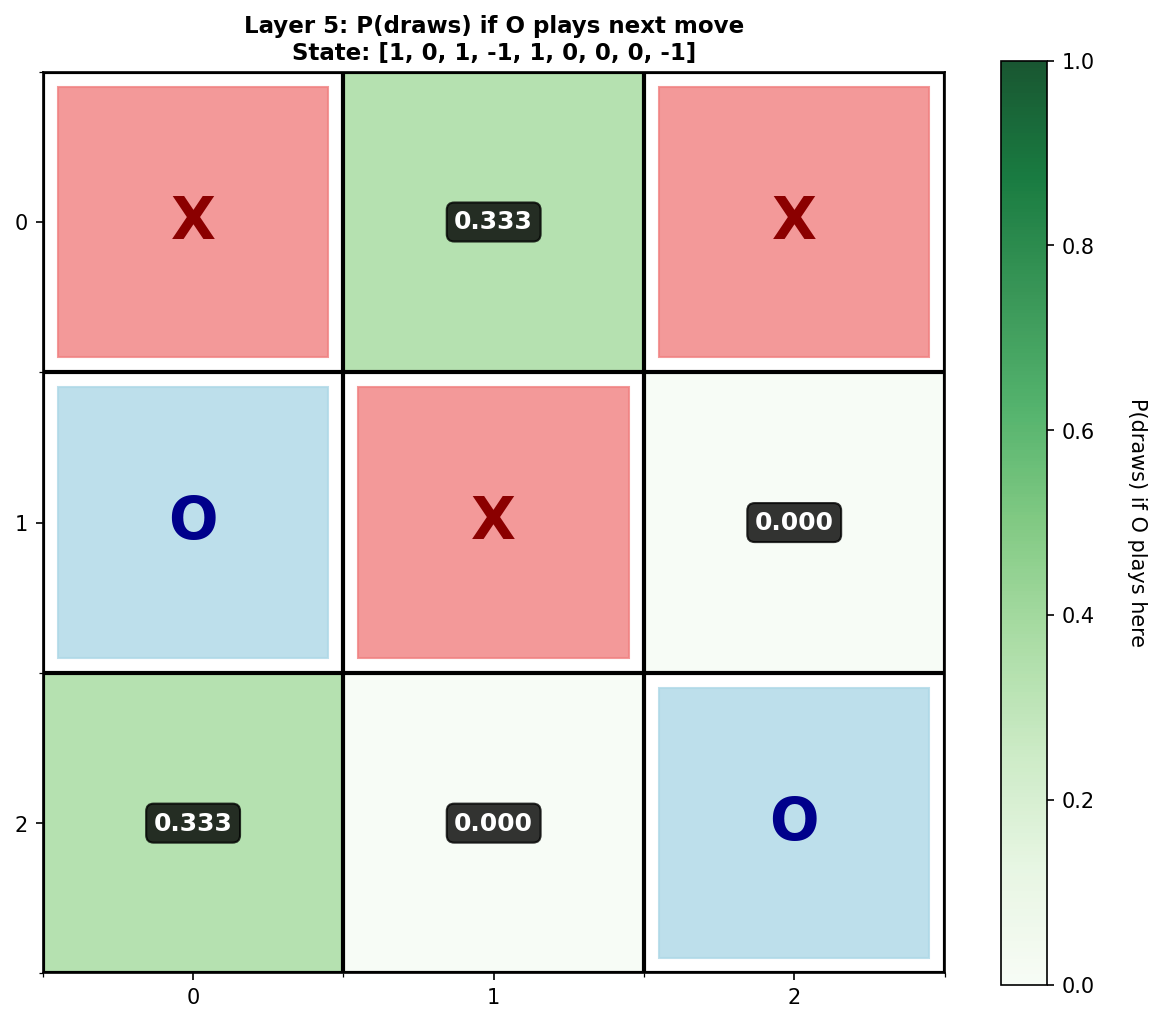 Layer 5: P(draws) if O plays next move
State: [1, 0, 1, -1, 1, 0, 0, 0, -1]
X
0.333
X
0
O
X
0.000
1
0.333
0.000
O
2
0
1
2
1.0
0.8
0.6
0.4
0.2
0.0
P(draws) if O plays here